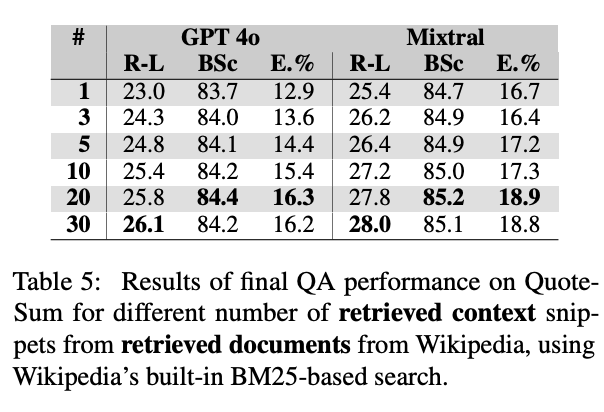 # GPT 4o Mixtral
R-L BSc E.% R-L BSc E.%
1 23.0 83.7 12.9 25.4 84.7 16.7
3 24.3 84.0 13.6 26.2 84.9 16.4
5 24.8 84.1 14.4 26.4 84.9 17.2
10 25.4 84.2 15.4 27.2 85.0 17.3
20 25.8 84.4 16.3 27.8 85.2 18.9
30 26.1 84.2 16.2 28.0 85.1 18.8
Table 5: Results of final QA performance on Quote-
Sum for different number of retrieved context snip-
pets from retrieved documents from Wikipedia, using
Wikipedia's built-in BM25-based search.